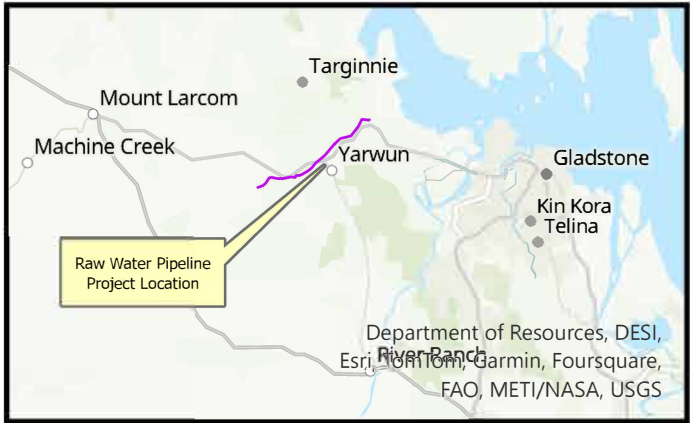 Targinnie
Mount Larcom
Machine Creek
Yarwun
Gladstone
Kin Kora
Telina
Raw Water Pipeline
Project Location
Department of Resources, DESI,
River Ranch
Esri, TomTom, Garmin, Foursquare,
FAO, METI/NASA, USGS